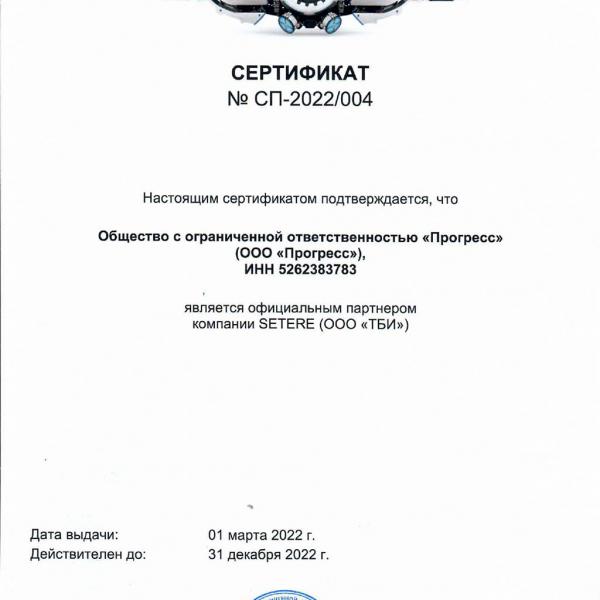 СЕРТИФИКАТ
№ СП-2022/004
Настоящим сертификатом подтверждается, что
Общество с ограниченной ответственностью «Прогресс»
(ООО «Прогресс»),
ИНН 5262383783
является официальным партнером
компании SETERE (ООО «ТБИ»)
Дата выдачи: 01 марта 2022 г.
Действителен до: 31 декабря 2022 г.